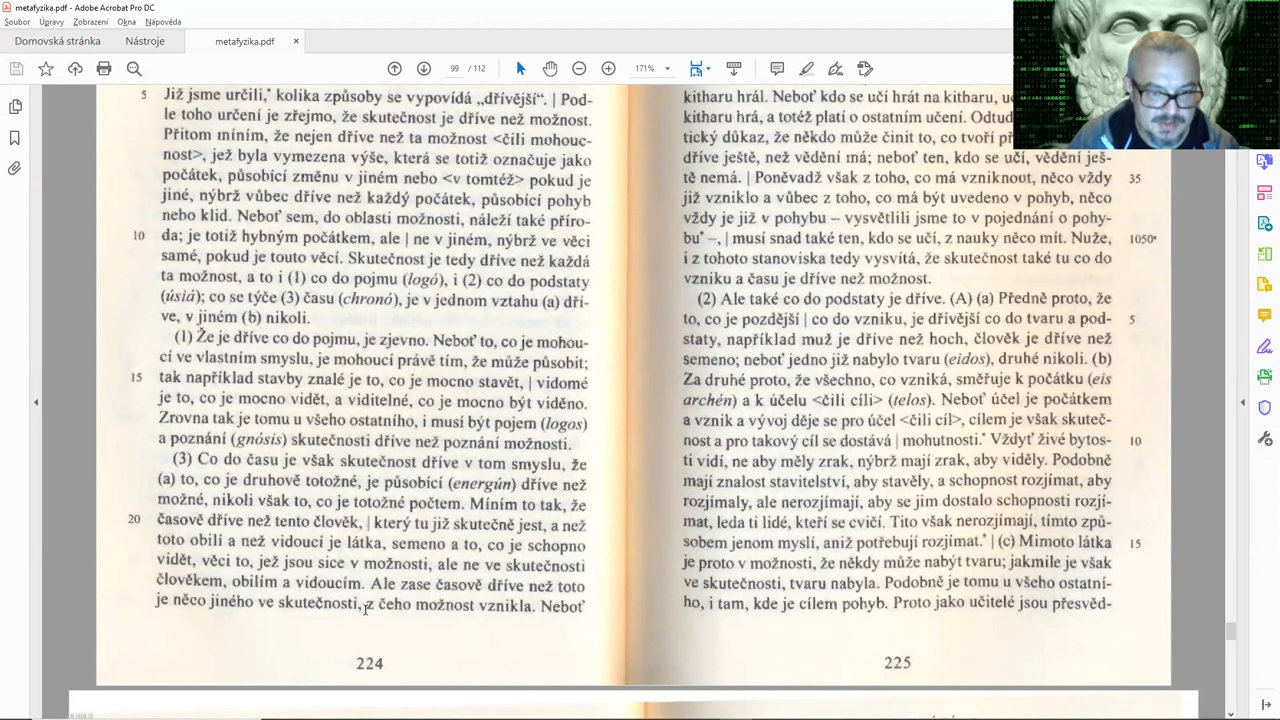 metafyzika.pdf - Adobe Acrobat Pro DC
Soubor Úpravy Zobrazení Okna Nápověda
Domovská stránka Nástroje metafyzika.pdf ×
99 / 112 171%
5 Již jsme určili,* kolika způsoby se vypovídá „dřívější“. | Pod-
le toho určení je zřejmo, že skutečnost je dříve než možnost.
Přitom míním, že nejen dříve než ta možnost <čili mohouc-
nost>, jež byla vymezena výše, která se totiž označuje jako
počátek, působící změnu v jiném nebo <v tomtéž> pokud je
jiné, nýbrž vůbec dříve než každý počátek, působící pohyb
nebo klid. Neboť sem, do oblasti možnosti, náleží také příro-
10 da; je totiž hybným počátkem, ale | ne v jiném, nýbrž ve věci
samé, pokud je touto věcí. Skutečnost je tedy dříve než každá
ta možnost, a to i (1) co do pojmu (logó), i (2) co do podstaty
(úsiá); co se týče (3) času (chronó), je v jednom vztahu (a) dří-
ve, v jiném (b) nikoli.
(1) Že je dříve co do pojmu, je zjevno. Neboť to, co je mohou-
cí ve vlastním smyslu, je mohoucí právě tím, že může působit;
15 tak například stavby znalé je to, co je mocno stavět, | vidomé
je to, co je mocno vidět, a viditelné, co je mocno být viděno.
Zrovna tak je tomu u všeho ostatního, i musí být pojem (logos)
a poznání (gnósis) skutečnosti dříve než poznání možnosti.
(3) Co do času je však skutečnost dříve v tom smyslu, že
(a) to, co je druhově totožné, je působící (energún) dříve než
možné, nikoli však to, co je totožné počtem. Míním to tak, že
20 časově dříve než tento člověk, | který tu již skutečně jest, a než
toto obilí a než vidoucí je látka, semeno a to, co je schopno
vidět, věci to, jež jsou sice v možnosti, ale ne ve skutečnosti
člověkem, obilím a vidoucím. Ale zase časově dříve než toto
je něco jiného ve skutečnosti, z čeho možnost vznikla. Neboť
224
kitharu hrál. Neboť kdo se učí hrát na kitharu,
kitharu hrá, a totéž platí o ostatním učení.
tický důkaz, že někdo může činit to, co tvoří
dříve ještě, než vědění má; neboť ten, kdo se učí, vědění ješ-
tě nemá. | Poněvadž však z toho, co má vzniknout, něco vždy 35
již vzniklo a vůbec z toho, co má být uvedeno v pohyb, něco
vždy je již v pohybu – vysvětlili jsme to v pojednání o pohy-
bu* –, | musí snad také ten, kdo se učí, z nauky něco mít. Nuže, 1050a
i z tohoto stanoviska tedy vysvítá, že skutečnost také tu co do
vzniku a času je dříve než možnost.
(2) Ale také co do podstaty je dříve. (A) (a) Předně proto, že
to, co je pozdější | co do vzniku, je dřívější co do tvaru a pod- 5
staty, například muž je dříve než hoch, člověk je dříve než
semeno; neboť jedno již nabylo tvaru (eidos), druhé nikoli. (b)
Za druhé proto, že všechno, co vzniká, směřuje k počátku (eis
archén) a k účelu <čili cíli> (telos). Neboť účel je počátkem
a vznik a vývoj děje se pro účel <čili cíl>, cílem je však skuteč-
nost a pro takový cíl se dostává | mohutnosti.* Vždyť živé bytos- 10
ti vidí, ne aby měly zrak, nýbrž mají zrak, aby viděly. Podobně
mají znalost stavitelství, aby stavěly, a schopnost rozjímat, aby
rozjímaly, ale nerozjímají, aby se jim dostalo schopnosti rozjí-
mat, leda ti lidé, kteří se cvičí. Tito však nerozjímají, tímto způ-
sobem jenom myslí, aniž potřebují rozjímat.* | (c) Mimoto látka 15
je proto v možnosti, že někdy může nabýt tvaru; jakmile je však
ve skutečnosti, tvaru nabyla. Podobně je tomu u všeho ostatní-
ho, i tam, kde je cílem pohyb. Proto jako učitelé jsou přesvěd-
225